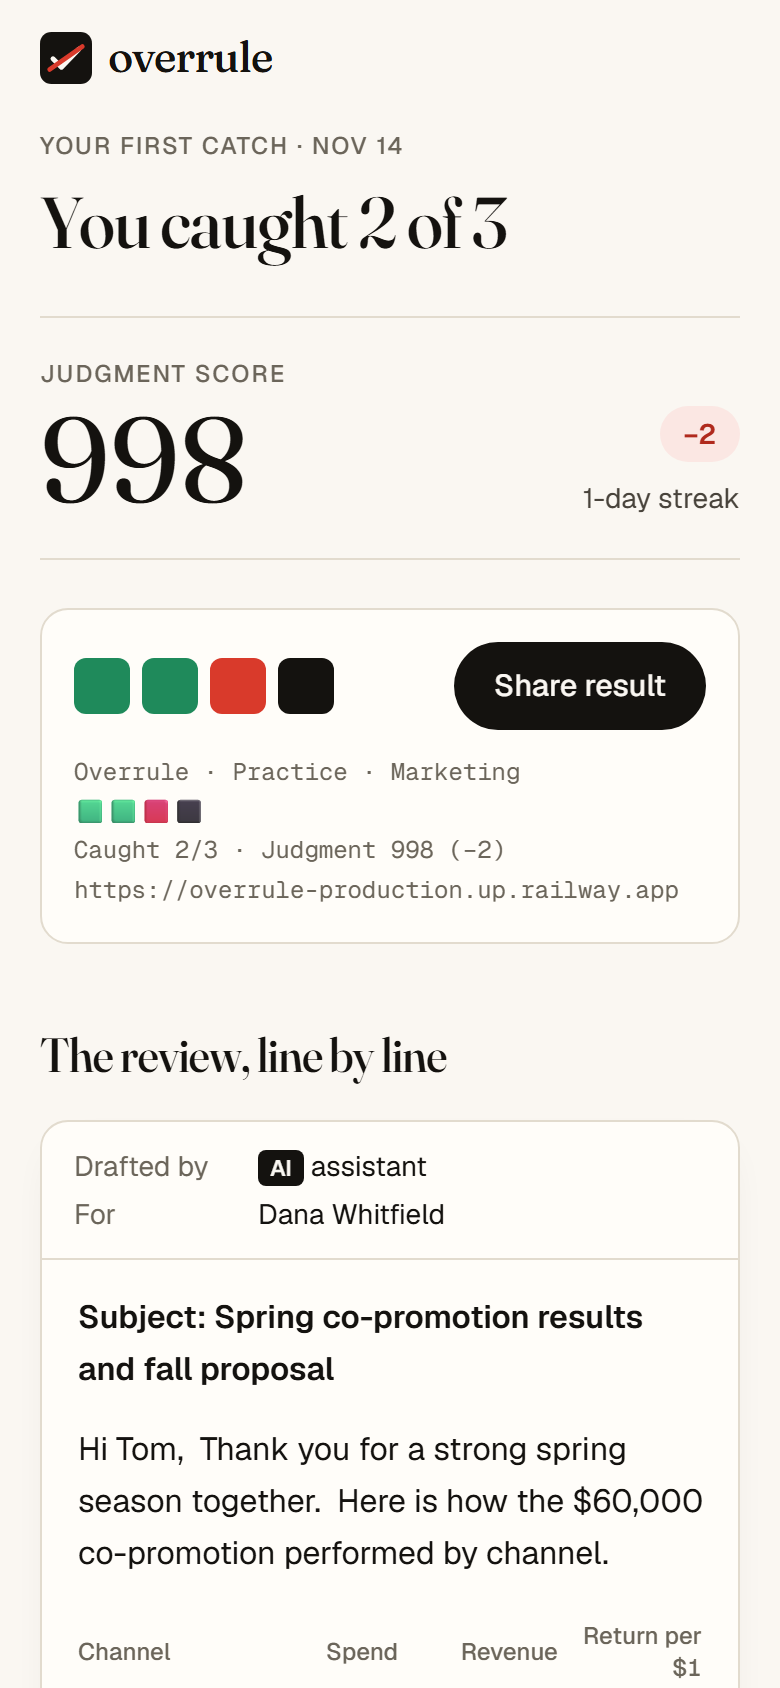 overrule
YOUR FIRST CATCH · NOV 14
You caught 2 of 3
JUDGMENT SCORE
998
−2
1-day streak
Share result
Overrule · Practice · Marketing
Caught 2/3 · Judgment 998 (−2)
https://overrule-production.up.railway.app
The review, line by line
Drafted by AI assistant
For Dana Whitfield
Subject: Spring co-promotion results
and fall proposal
Hi Tom,  Thank you for a strong spring
season together.  Here is how the $60,000
co-promotion performed by channel.
Channel Spend Revenue Return per
$1